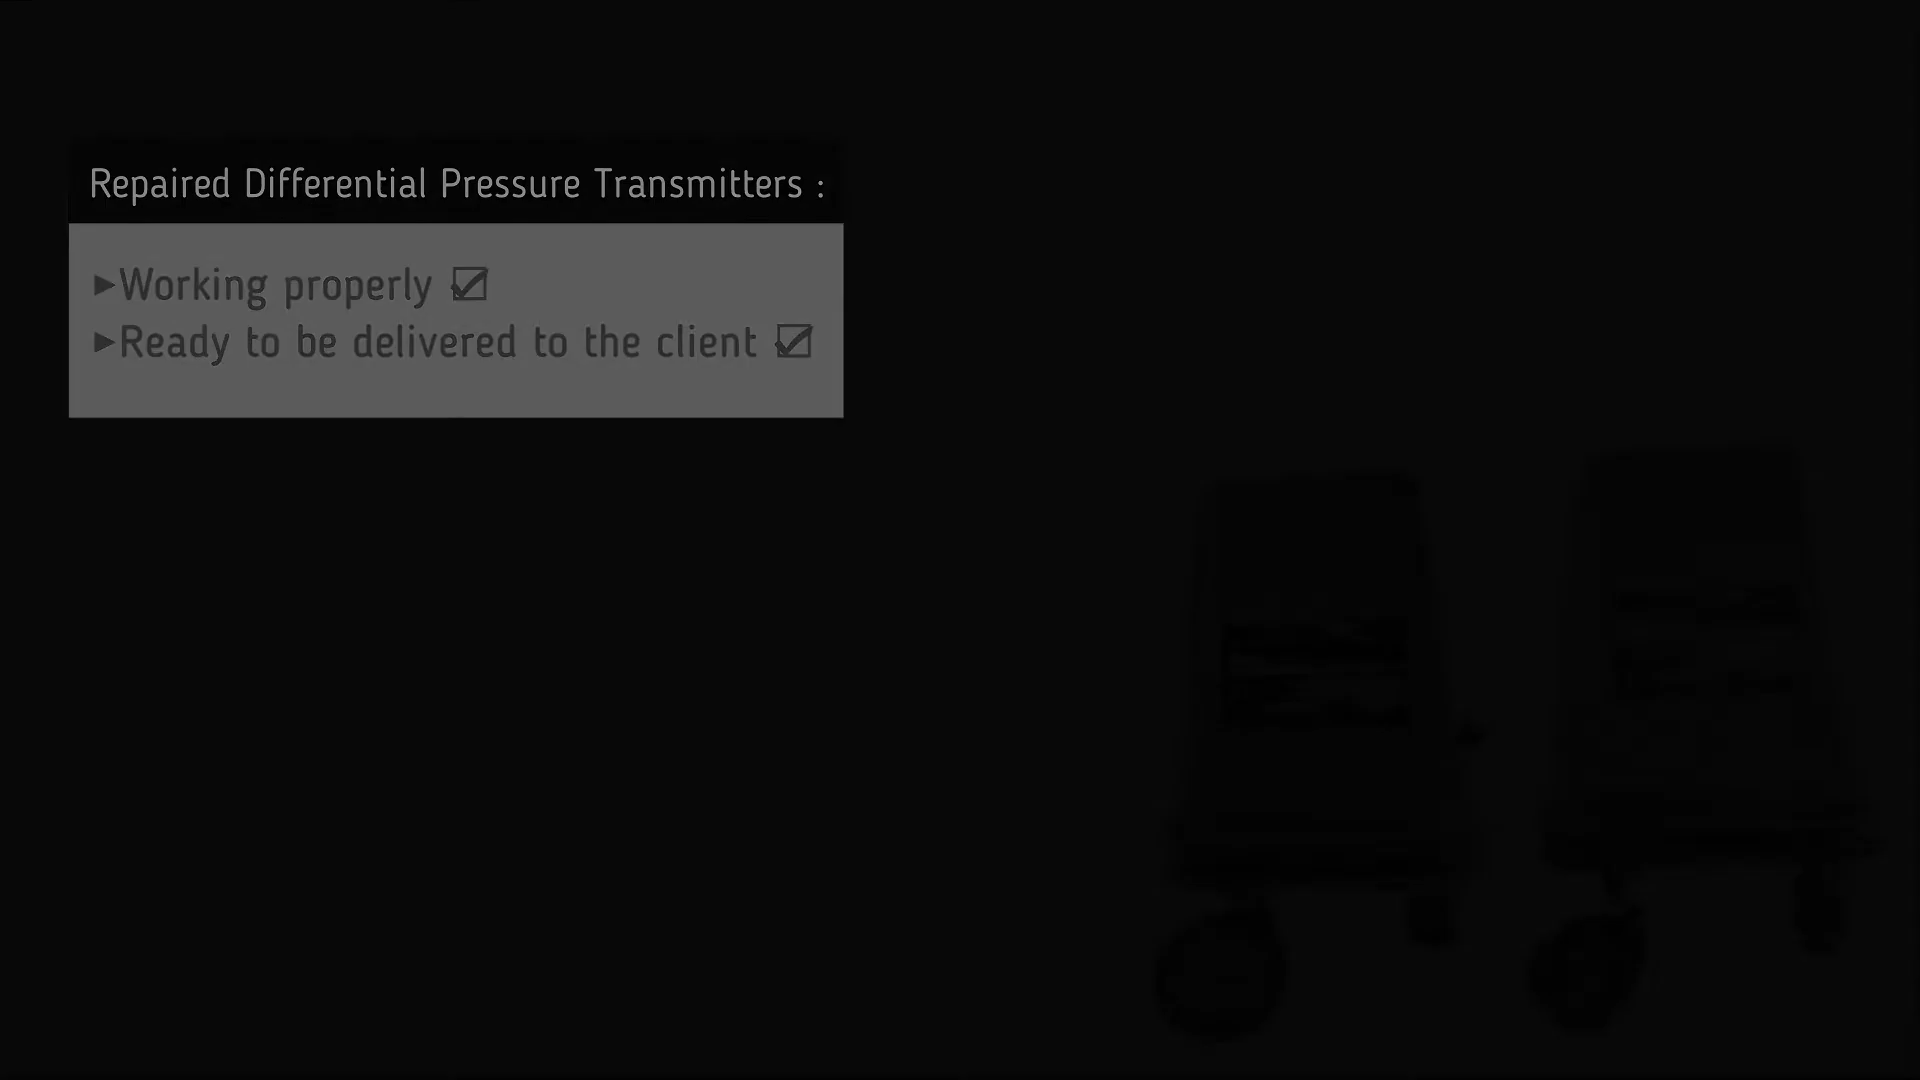 Repaired Differential Pressure Transmitters :
►Working properly ☑
►Ready to be delivered to the client ☑